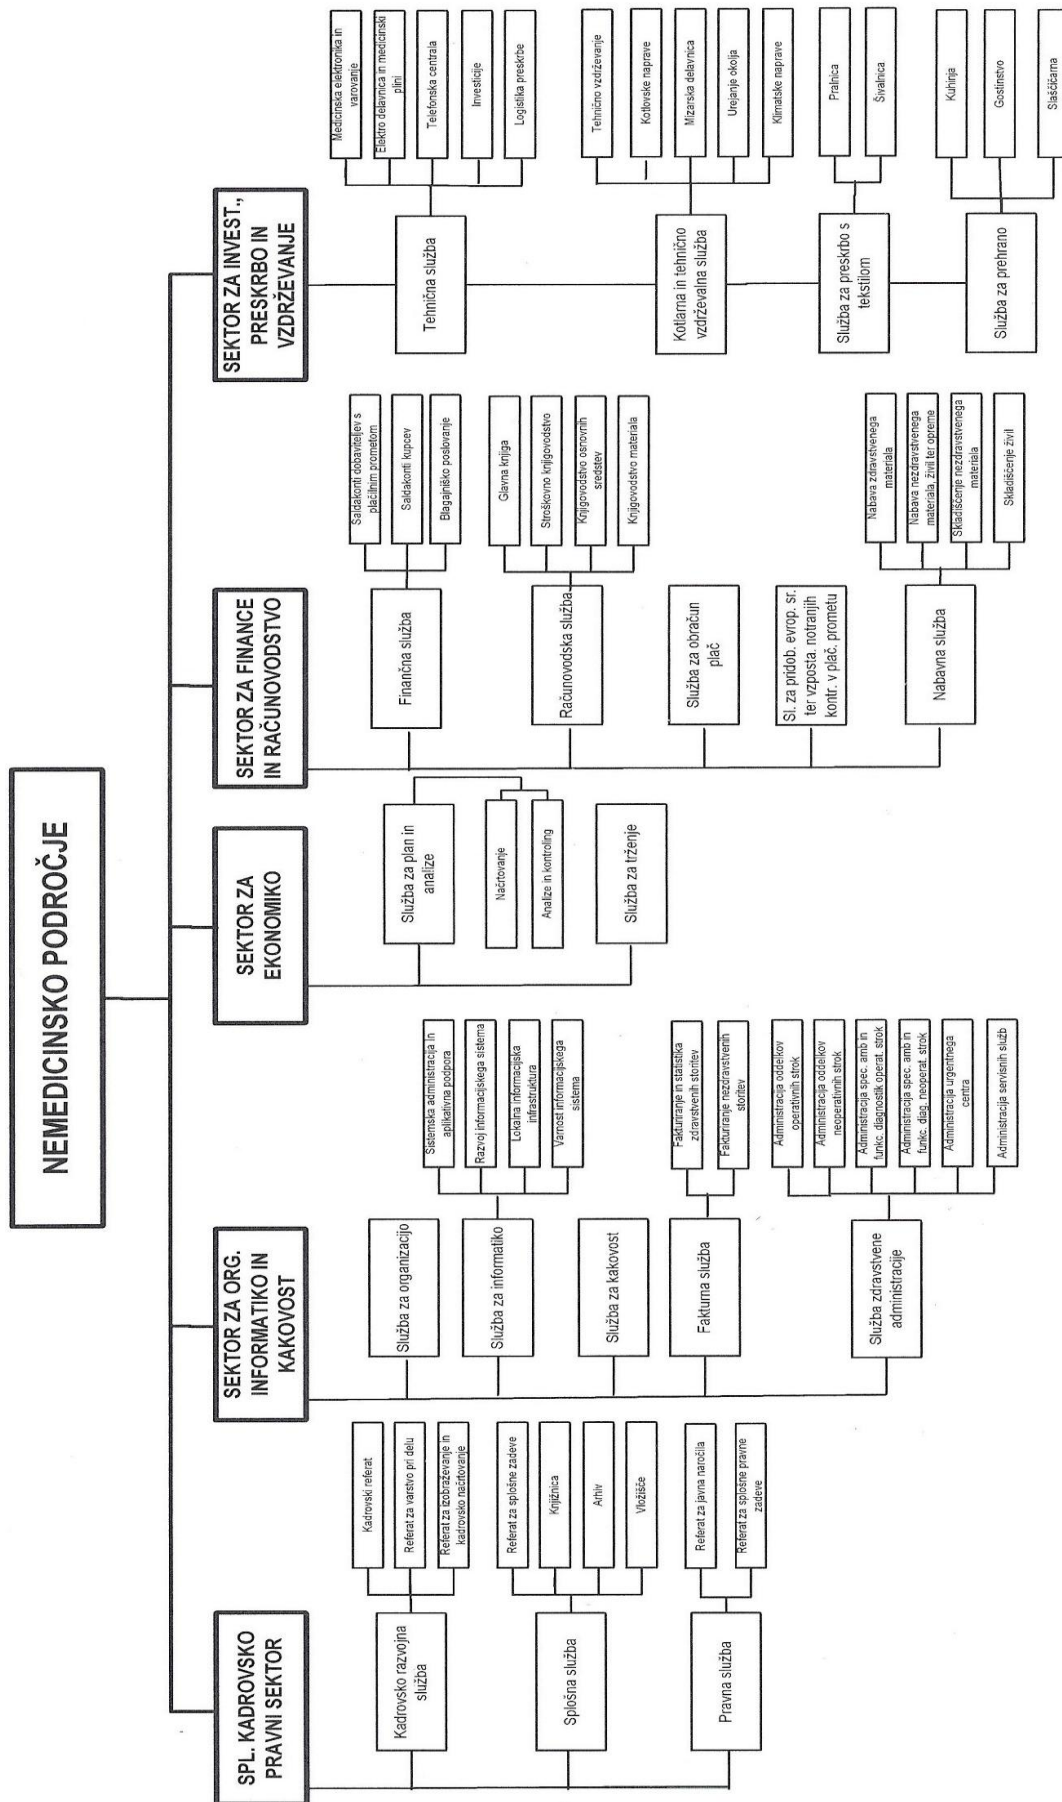 NEMEDICINSKO PODROČJE
SPL. KADROVSKO
PRAVNI SEKTOR
Kadrovsko razvojna
služba
Kadrovski referat
Referat za varstvo pri delu
Referat za izobraževanje in
kadrovsko načrtovanje
Splošna služba
Referat za splošne zadeve
Knjižnica
Arhiv
Vložišče
Pravna služba
Referat za javna naročila
Referat za splošne pravne
zadeve
SEKTOR ZA ORG.
INFORMATIKO IN
KAKOVOST
Služba za organizacijo
Služba za informatiko
Sistemska administracija in
aplikativna podpora
Razvoj informacijskega sistema
Lokalna informacijska
infrastruktura
Varnost informacijskega
sistema
Služba za kakovost
Fakturna služba
Fakturiranje in statistika
zdravstvenih storitev
Fakturiranje nezdravstvenih
storitev
Služba zdravstvene
administracije
Administracija oddelkov
operativnih strok
Administracija oddelkov
neoperativnih strok
Administracija spec. amb in
funkc. diagnostik operat. strok
Administracija spec. amb in
funkc. diag. neoperat. strok
Administracija urgentnega
centra
Administracija servisnih služb
SEKTOR ZA
EKONOMIKO
Služba za plan in
analize
Načrtovanje
Analize in kontroling
Služba za trženje
SEKTOR ZA FINANCE
IN RAČUNOVODSTVO
Finančna služba
Saldakonti dobaviteljev s
plačilnim prometom
Saldakonti kupcev
Blagajniško poslovanje
Računovodska služba
Glavna knjiga
Stroškovno knjigovodstvo
Knjigovodstvo osnovnih
sredstev
Knjigovodstvo materiala
Služba za obračun
plač
Sl. za pridob. evrop. sr.
ter vzposta. notranjih
kontr. v plač. prometu
Nabavna služba
Nabava zdravstvenega
materiala
Nabava nezdravstvenega
materiala, živil ter opreme
Skladiščenje nezdravstvenega
materiala
Skladiščenje živil
SEKTOR ZA INVEST.,
PRESKRBO IN
VZDRŽEVANJE
Tehnična služba
Medicinska elektronika in
varovanje
Elektro delavnica in medicinski
plini
Telefonska centrala
Investicije
Logistika preskrbe
Kotlarna in tehnično
vzdrževalna služba
Tehnično vzdrževanje
Kotlovske naprave
Mizarska delavnica
Urejanje okolja
Klimatske naprave
Služba za preskrbo s
tekstilom
Pralnica
Šivalnica
Služba za prehrano
Kuhinja
Gostinstvo
Slaščičarna